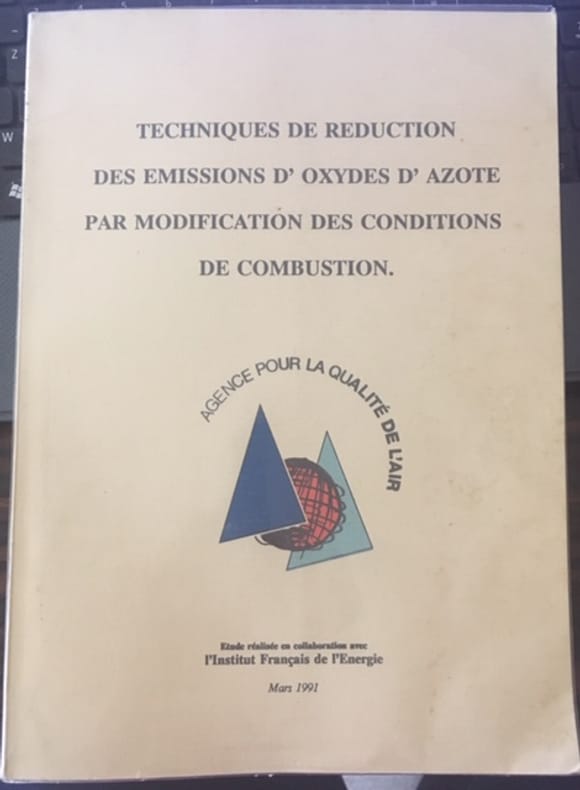 TECHNIQUES DE REDUCTION
DES EMISSIONS D' OXYDES D' AZOTE
PAR MODIFICATION DES CONDITIONS
DE COMBUSTION.
AGENCE POUR LA QUALITÉ DE L'AIR
Etude réalisée en collaboration avec
l'Institut Français de l'Energie
Mars 1991